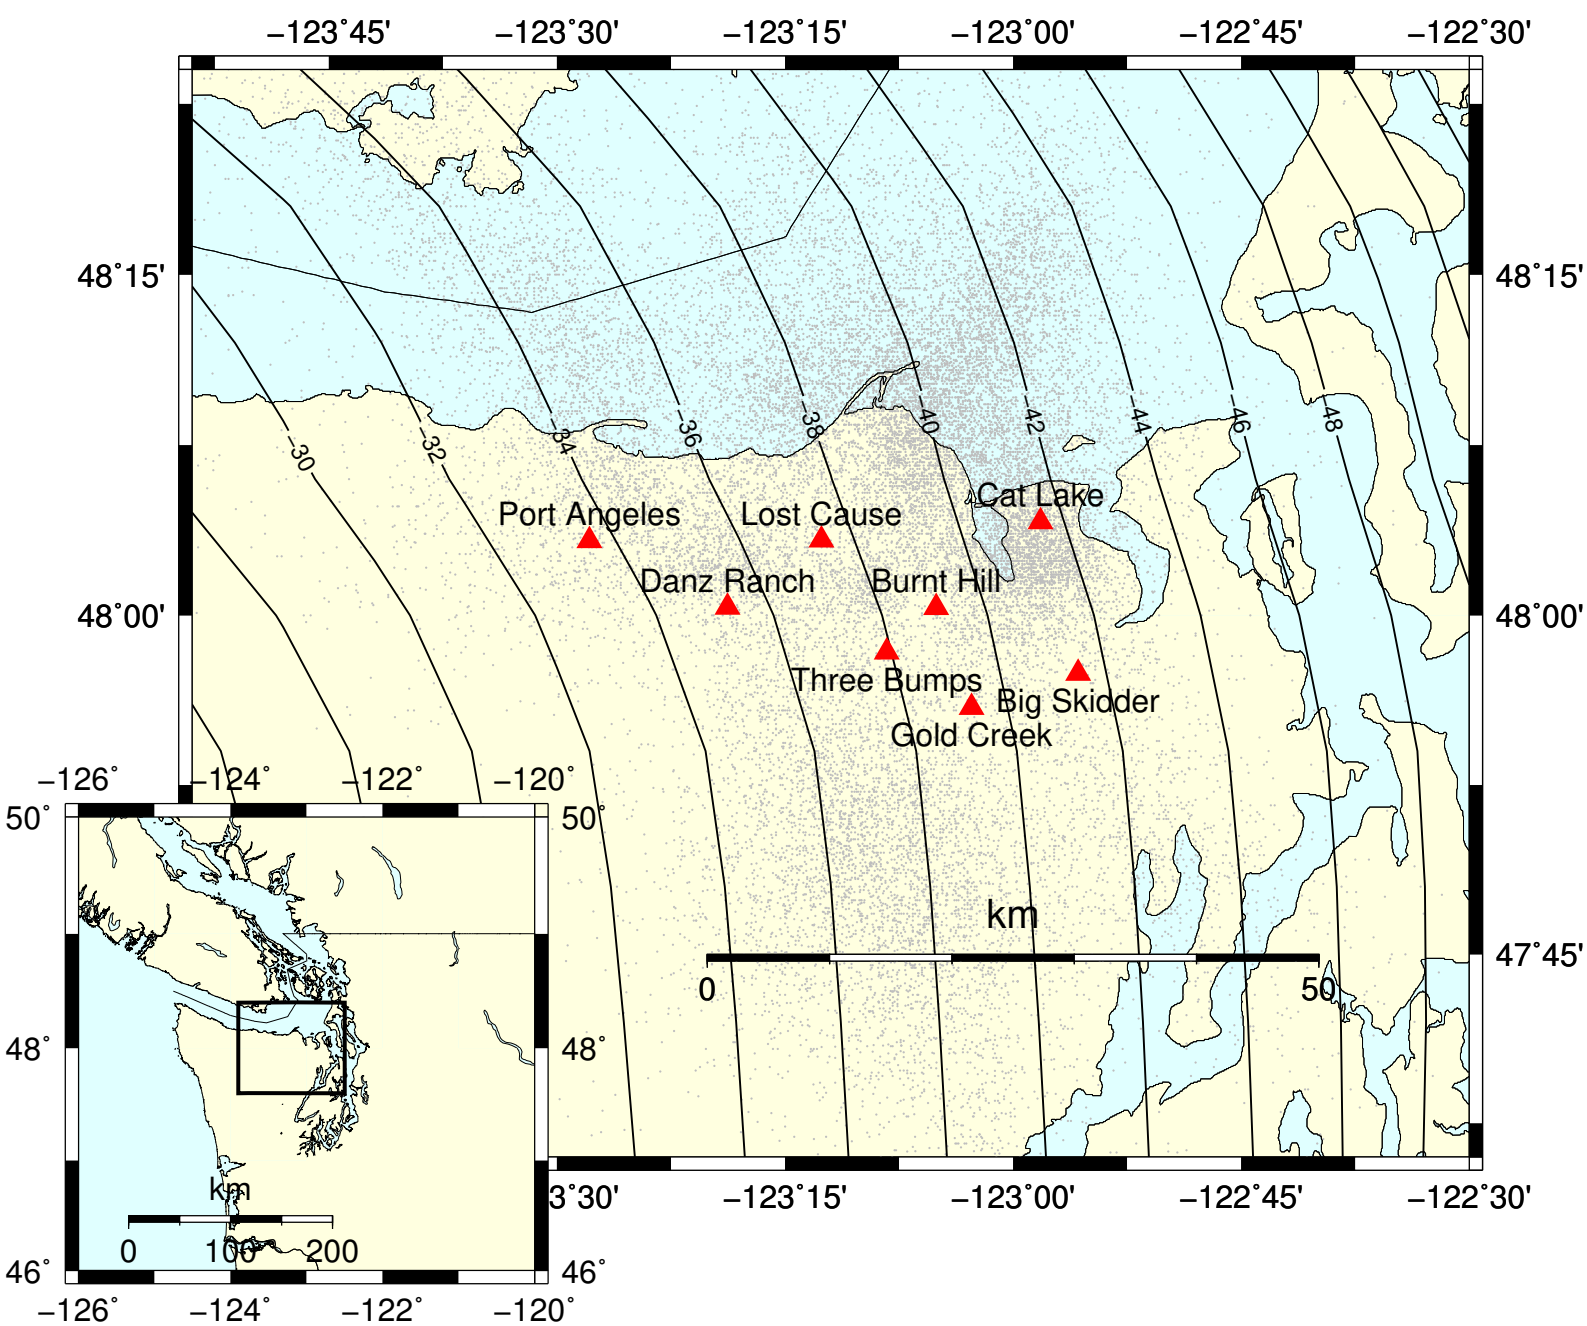 −123˚45' −123˚30' −123˚15' −123˚00' −122˚45' −122˚30'
48˚15' 48˚15'
−30 −32 −34 −36 −38 −40 −42 −44 −46 −48
Cat Lake
Port Angeles Lost Cause
Danz Ranch Burnt Hill
48˚00' 48˚00'
Three Bumps Big Skidder
Gold Creek
−126˚ −124˚ −122˚ −120˚
50˚ 50˚
km
47˚45'
0 50
48˚ 48˚
km
3˚30' −123˚15' −123˚00' −122˚45' −122˚30'
0 100 200
46˚ 46˚
−126˚ −124˚ −122˚ −120˚